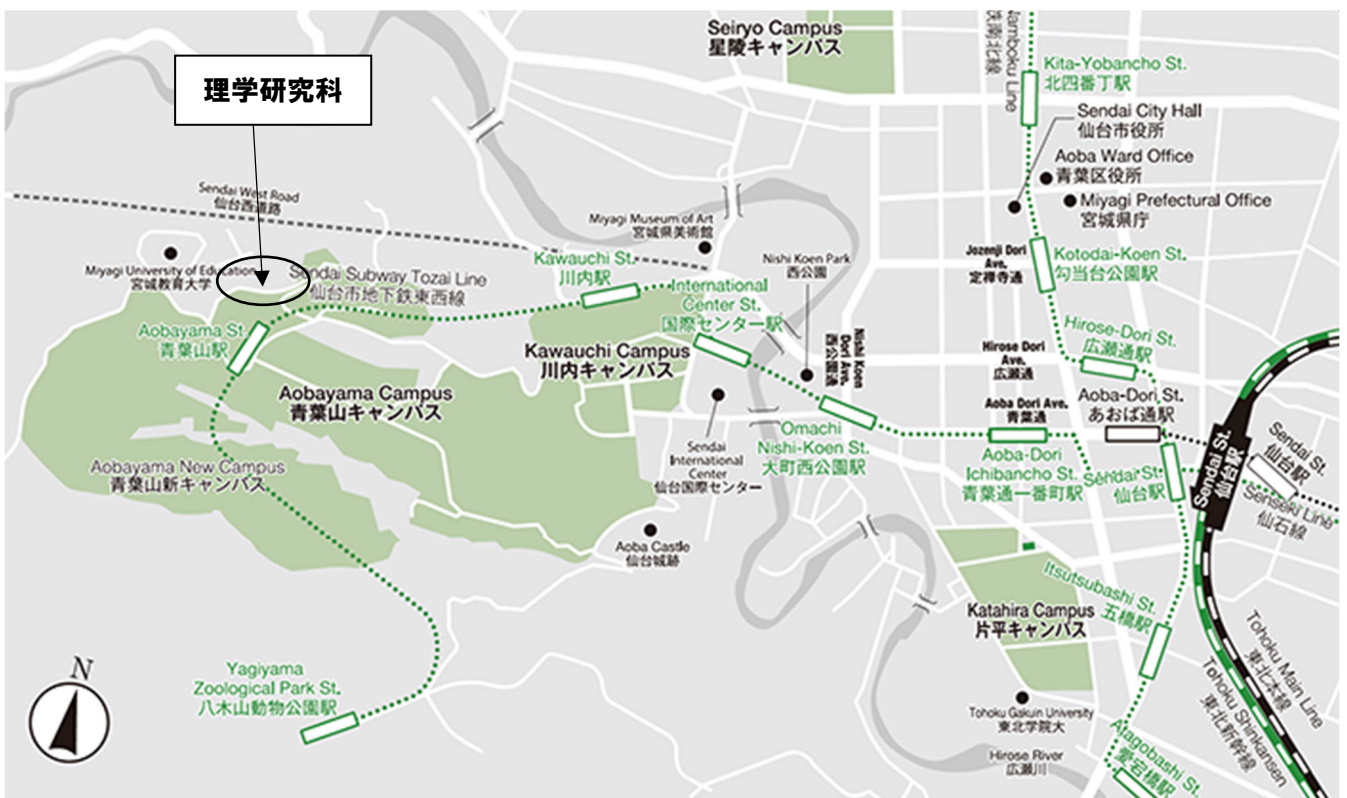 Seiryo Campus
星陵キャンパス
理学研究科
Namboku Line
鉄南北線
Kita-Yobancho St.
北四番丁駅
Sendai City Hall
仙台市役所
Aoba Ward Office
青葉区役所
Miyagi Prefectural Office
宮城県庁
Sendai West Road
仙台西道路
Miyagi Museum of Art
宮城県美術館
Miyagi University of Education
宮城教育大学
Sendai Subway Tozai Line
仙台市地下鉄東西線
Kawauchi St.
川内駅
Nishi Koen Park
西公園
Jozenji Dori
Ave.
定禅寺通
Kotodai-Koen St.
勾当台公園駅
International
Center St.
国際センター駅
Aobayama St.
青葉山駅
Kawauchi Campus
川内キャンパス
Nishi Koen
Dori Ave.
西公園通
Hirose Dori
Ave.
広瀬通
Hirose-Dori St.
広瀬通駅
Aobayama Campus
青葉山キャンパス
Aoba Dori Ave.
青葉通
Aoba-Dori St.
あおば通駅
Sendai St.
仙台駅
Sendai St.
仙台駅
Aobayama New Campus
青葉山新キャンパス
Sendai
International
Center
仙台国際センター
Omachi
Nishi-Koen St.
大町西公園駅
Aoba-Dori
Ichibancho St.
青葉通一番町駅
Sendai St.
仙台駅
Senseki Line
仙石線
Aoba Castle
仙台城跡
Itsutsubashi St.
五橋駅
Katahira Campus
片平キャンパス
Yagiyama
Zoological Park St.
八木山動物公園駅
N
Tohoku Gakuin University
東北学院大
Hirose River
広瀬川
Atagobashi St.
愛宕橋駅
Tohoku Main Line
東北本線
Tohoku Shinkansen
東北新幹線